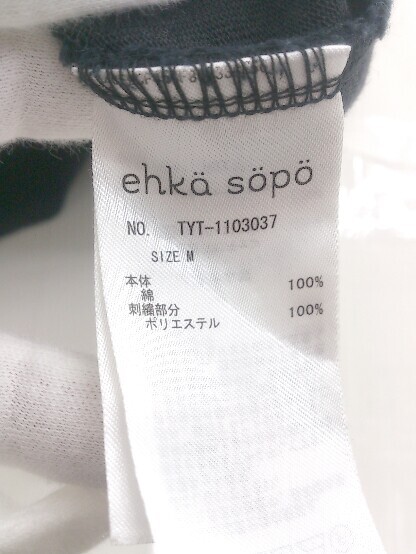 ehkä söpö
NO. TYT-1103037
SIZE M
本体
綿 100%
刺繍部分
ポリエステル 100%